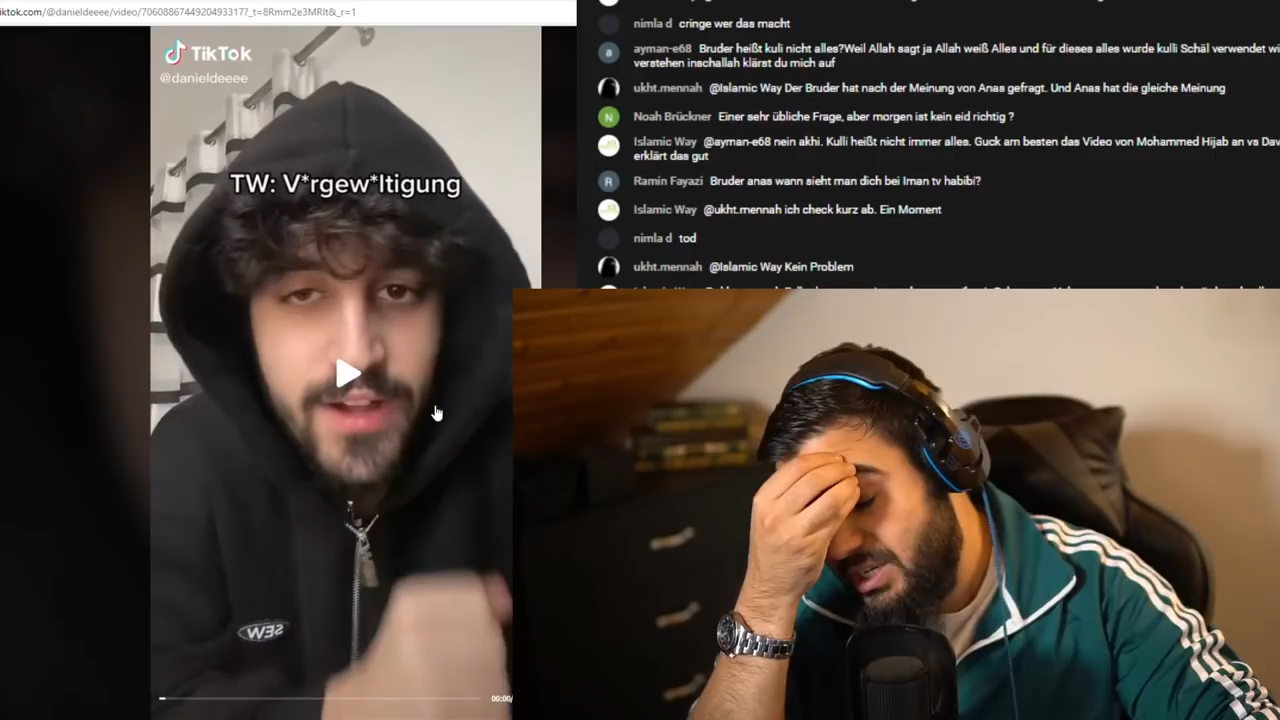 iktok.com/@danieldeeee/video/7060886744920493317?_t=8Rmm2e3MRlt&_r=1
TikTok
@danieldeeee
TW: V*rgew*ltigung
SEW
00:00/
nimla d cringe wer das macht
a ayman-e68 Bruder heißt kuli nicht alles?Weil Allah sagt ja Allah weiß Alles und für dieses alles wurde kulli Schäl verwendet wi
verstehen inschallah klärst du mich auf
ukht.mennah @Islamic Way Der Bruder hat nach der Meinung von Anas gefragt. Und Anas hat die gleiche Meinung
N Noah Brückner Einer sehr übliche Frage, aber morgen ist kein eid richtig ?
Islamic Way @ayman-e68 nein akhi. Kulli heißt nicht immer alles. Guck am besten das Video von Mohammed Hijab an vs Dav
erklärt das gut
R Ramin Fayazi Bruder anas wann sieht man dich bei Iman tv habibi?
Islamic Way @ukht.mennah ich check kurz ab. Ein Moment
nimla d tod
ukht.mennah @Islamic Way Kein Problem